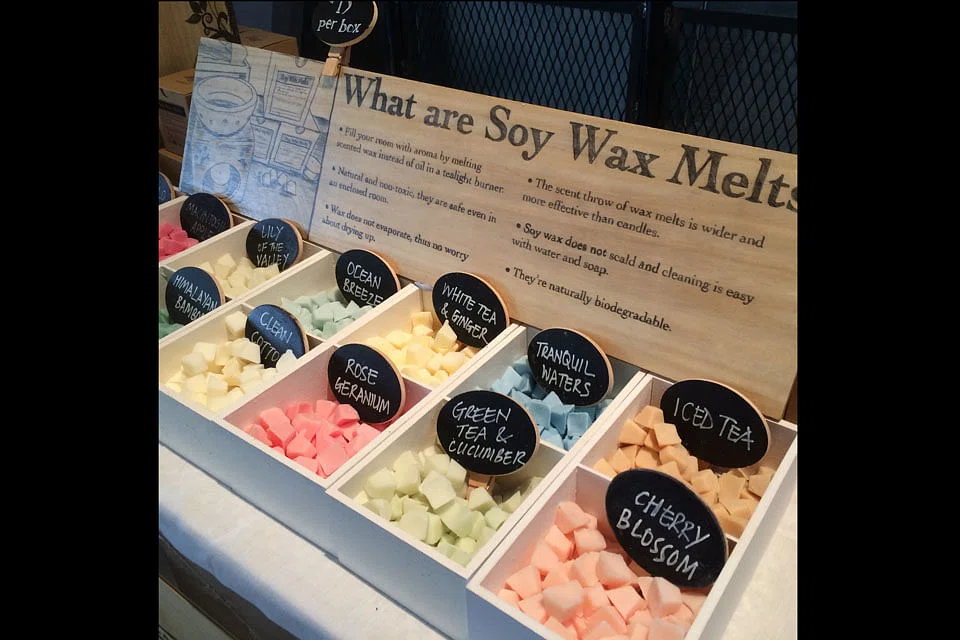 per box
What are Soy Wax Melts
• Fill your room with aroma by melting
scented wax instead of oil in a tealight burner.
• Natural and non-toxic, they are safe even in
an enclosed room.
• Wax does not evaporate, thus no worry
about drying up.
• The scent throw of wax melts is wider and
more effective than candles.
• Soy wax does not scald and cleaning is easy
with water and soap.
• They're naturally biodegradable.
LILY
OF THE
VALLEY
OCEAN
BREEZE
WHITE TEA
& GINGER
TRANQUIL
WATERS
ICED TEA
HIMALAYAN
BAMBOO
CLEAN
COTTON
ROSE
GERANIUM
GREEN
TEA &
CUCUMBER
CHERRY
BLOSSOM